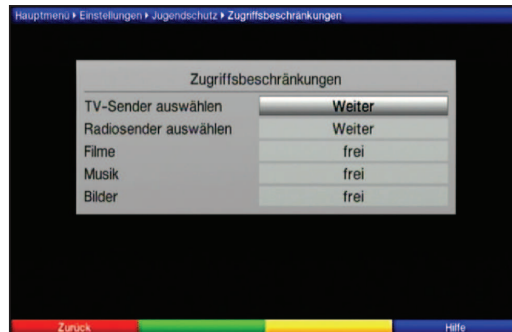 Hauptmenü ▸ Einstellungen ▸ Jugendschutz ▸ Zugriffsbeschränkungen
Zugriffsbeschränkungen
TV-Sender auswählen Weiter
Radiosender auswählen Weiter
Filme frei
Musik frei
Bilder frei
Zurück Hilfe